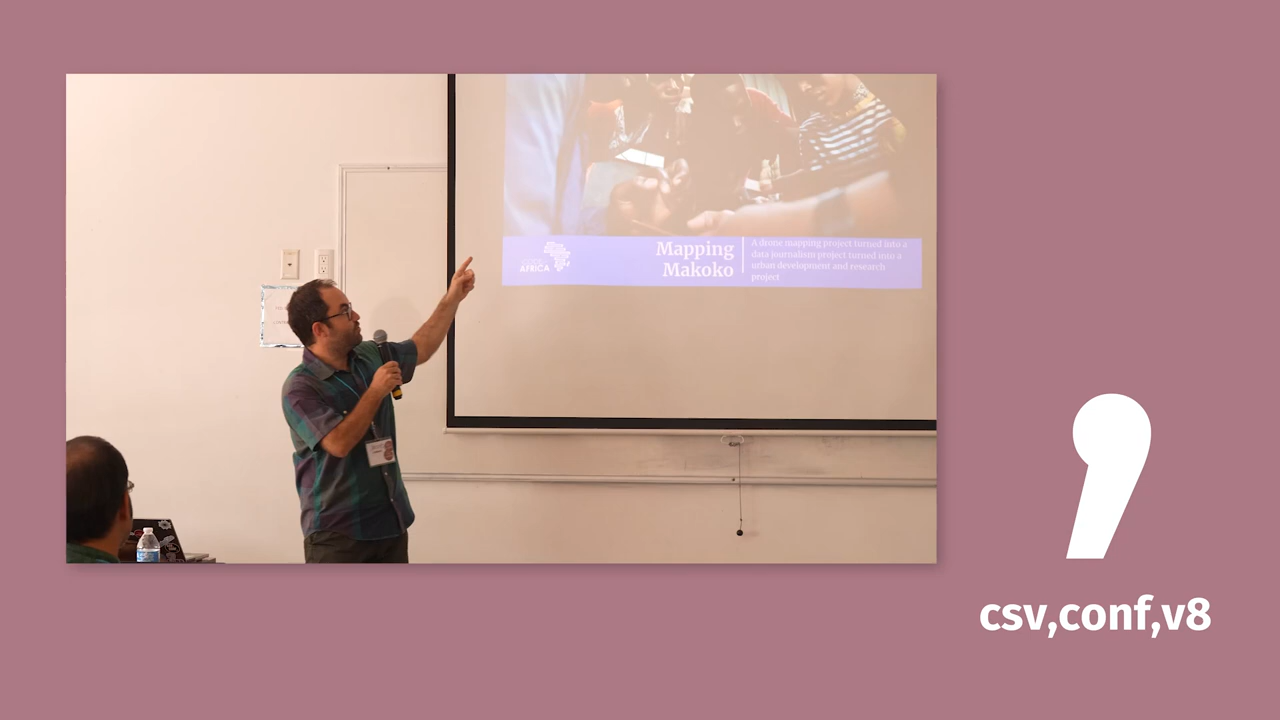 Mapping
Makoko
A drone mapping project turned into a
data journalism project turned into a
urban development and research
project
AFRICA
,
csv,conf,v8